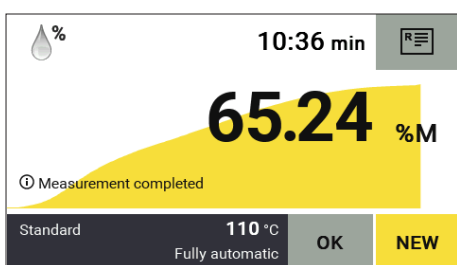 % 10:36 min R
65.24 %M
Measurement completed
Standard 110 °C
Fully automatic
OK
NEW